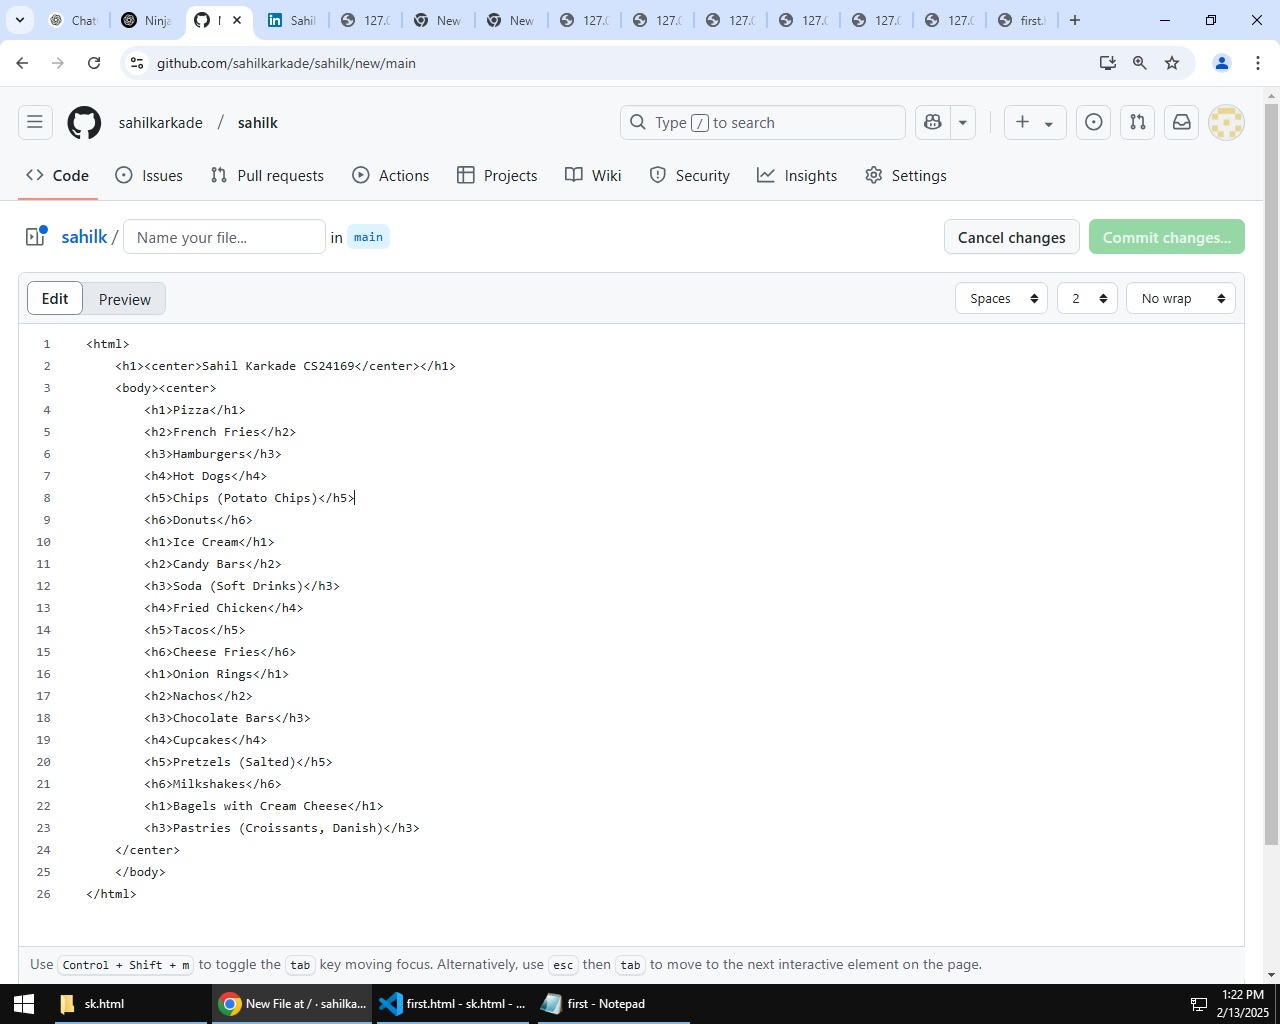 Chat
Ninja
Sahil
127.0
New
New
127.0
127.0
127.0
127.0
127.0
127.0
first.
github.com/sahilkarkade/sahilk/new/main
sahilkarkade / sahilk
Type / to search
Code
Issues
Pull requests
Actions
Projects
Wiki
Security
Insights
Settings
sahilk / Name your file... in main
Cancel changes
Commit changes...
Edit
Preview
Spaces
2
No wrap
1 <html>
2 <h1><center>Sahil Karkade CS24169</center></h1>
3 <body><center>
4 <h1>Pizza</h1>
5 <h2>French Fries</h2>
6 <h3>Hamburgers</h3>
7 <h4>Hot Dogs</h4>
8 <h5>Chips (Potato Chips)</h5>
9 <h6>Donuts</h6>
10 <h1>Ice Cream</h1>
11 <h2>Candy Bars</h2>
12 <h3>Soda (Soft Drinks)</h3>
13 <h4>Fried Chicken</h4>
14 <h5>Tacos</h5>
15 <h6>Cheese Fries</h6>
16 <h1>Onion Rings</h1>
17 <h2>Nachos</h2>
18 <h3>Chocolate Bars</h3>
19 <h4>Cupcakes</h4>
20 <h5>Pretzels (Salted)</h5>
21 <h6>Milkshakes</h6>
22 <h1>Bagels with Cream Cheese</h1>
23 <h3>Pastries (Croissants, Danish)</h3>
24 </center>
25 </body>
26 </html>
Use Control + Shift + m to toggle the tab key moving focus. Alternatively, use esc then tab to move to the next interactive element on the page.
sk.html
New File at / · sahilka...
first.html - sk.html - ...
first - Notepad
1:22 PM
2/13/2025